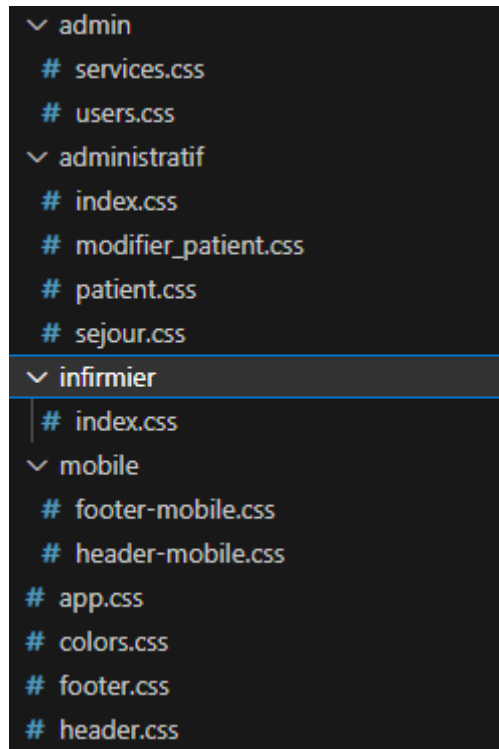 admin
# services.css
# users.css
administratif
# index.css
# modifier_patient.css
# patient.css
# sejour.css
infirmier
# index.css
mobile
# footer-mobile.css
# header-mobile.css
# app.css
# colors.css
# footer.css
# header.css